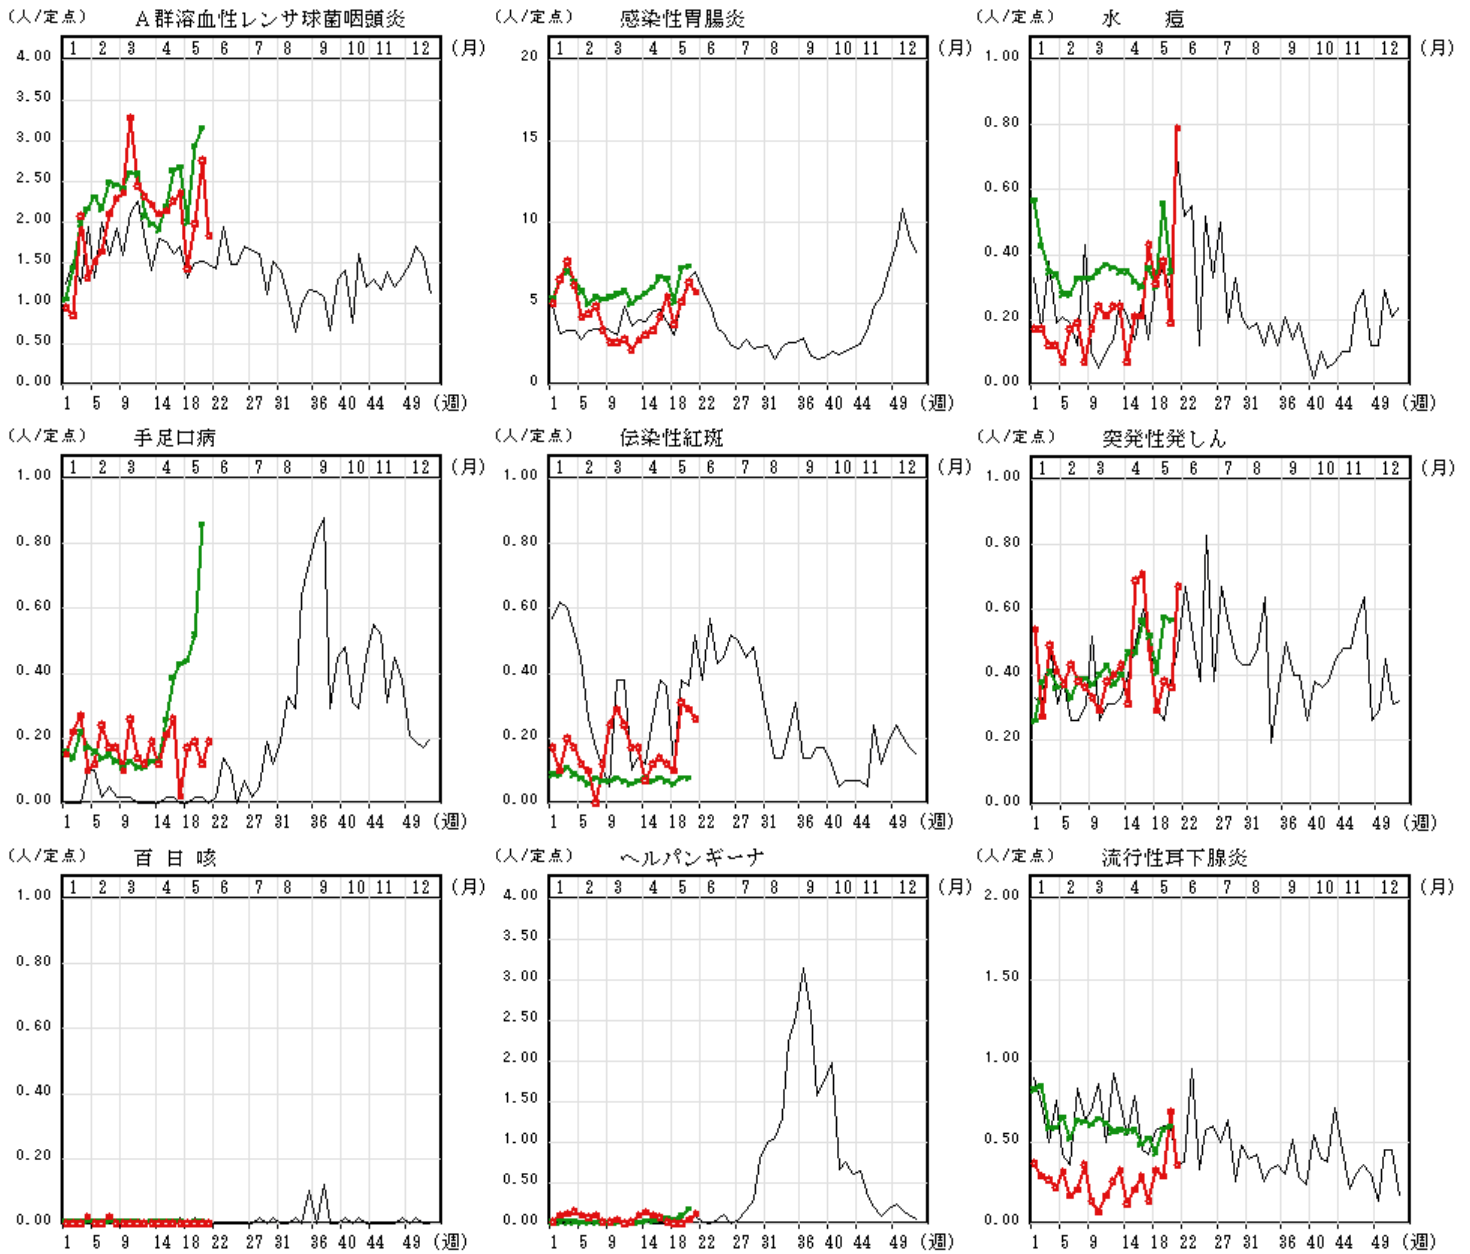 (人/定点) A群溶血性レンサ球菌咽頭炎
1 2 3 4 5 6 7 8 9 10 11 12 (月)
4.00
3.50
3.00
2.50
2.00
1.50
1.00
0.50
0.00
1 5 9 14 18 22 27 31 36 40 44 49 (週)
(人/定点) 感染性胃腸炎
1 2 3 4 5 6 7 8 9 10 11 12 (月)
20
15
10
5
0
1 5 9 14 18 22 27 31 36 40 44 49 (週)
(人/定点) 水 痘
1 2 3 4 5 6 7 8 9 10 11 12 (月)
1.00
0.80
0.60
0.40
0.20
0.00
1 5 9 14 18 22 27 31 36 40 44 49 (週)
(人/定点) 手足口病
1 2 3 4 5 6 7 8 9 10 11 12 (月)
1.00
0.80
0.60
0.40
0.20
0.00
1 5 9 14 18 22 27 31 36 40 44 49 (週)
(人/定点) 伝染性紅斑
1 2 3 4 5 6 7 8 9 10 11 12 (月)
1.00
0.80
0.60
0.40
0.20
0.00
1 5 9 14 18 22 27 31 36 40 44 49 (週)
(人/定点) 突発性発しん
1 2 3 4 5 6 7 8 9 10 11 12 (月)
1.00
0.80
0.60
0.40
0.20
0.00
1 5 9 14 18 22 27 31 36 40 44 49 (週)
(人/定点) 百日咳
1 2 3 4 5 6 7 8 9 10 11 12 (月)
1.00
0.80
0.60
0.40
0.20
0.00
1 5 9 14 18 22 27 31 36 40 44 49 (週)
(人/定点) ヘルパンギーナ
1 2 3 4 5 6 7 8 9 10 11 12 (月)
4.00
3.50
3.00
2.50
2.00
1.50
1.00
0.50
0.00
1 5 9 14 18 22 27 31 36 40 44 49 (週)
(人/定点) 流行性耳下腺炎
1 2 3 4 5 6 7 8 9 10 11 12 (月)
2.00
1.50
1.00
0.50
0.00
1 5 9 14 18 22 27 31 36 40 44 49 (週)